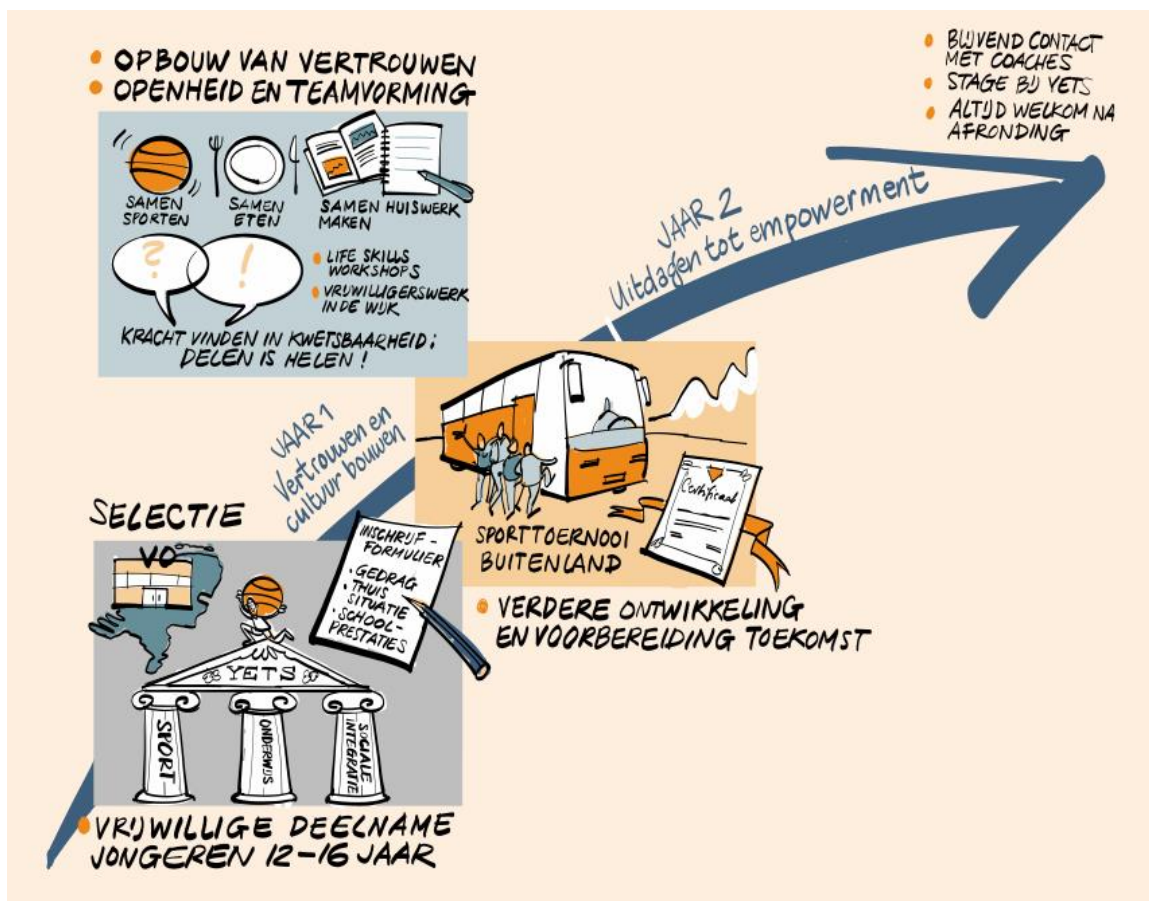 • OPBOUW VAN VERTROUWEN
• OPENHEID EN TEAMVORMING
SAMEN
SPORTEN
SAMEN
ETEN
SAMEN HUISWERK
MAKEN
?
!
• LIFE SKILLS
WORKSHOPS
• VRIJWILLIGERSWERK
IN DE WIJK
KRACHT VINDEN IN KWETSBAARHEID:
DELEN IS HELEN!
• BLIJVEND CONTACT
MET COACHES
• STAGE BIJ YETS
• ALTIJD WELKOM NA
AFRONDING
JAAR 2
Uitdagen tot empowerment
JAAR 1
Vertrouwen en
cultuur bouwen
SPORTTOERNOOI
BUITENLAND
Certificaat
• VERDERE ONTWIKKELING
EN VOORBEREIDING TOEKOMST
SELECTIE
VO
INSCHRIJF-
FORMULIER
• GEDRAG
• THUIS
SITUATIE
• SCHOOL-
PRESTATIES
YETS
SPORT
ONDERWIJS
SOCIALE
INTEGRATIE
• VRIJWILLIGE DEELNAME
JONGEREN 12-16 JAAR